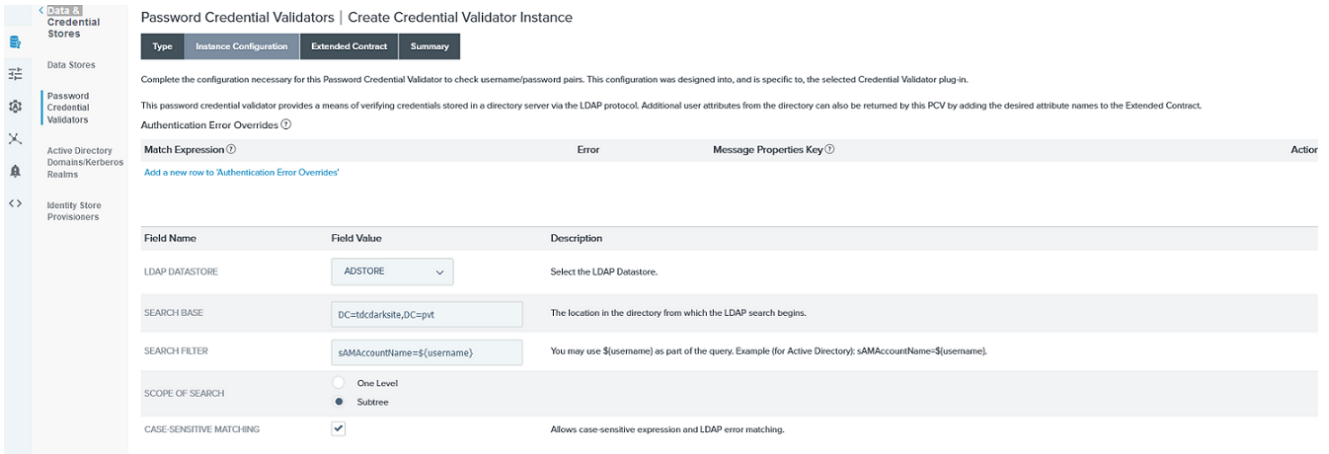 Data &
Credential
Stores
Data Stores
Password
Credential
Validators
Active Directory
Domains/Kerberos
Realms
Identity Store
Provisioners
Password Credential Validators | Create Credential Validator Instance
Type Instance Configuration Extended Contract Summary
Complete the configuration necessary for this Password Credential Validator to check username/password pairs. This configuration was designed into, and is specific to, the selected Credential Validator plug-in.
This password credential validator provides a means of verifying credentials stored in a directory server via the LDAP protocol. Additional user attributes from the directory can also be returned by this PCV by adding the desired attribute names to the Extended Contract.
Authentication Error Overrides ?
Match Expression ? Error Message Properties Key ? Action
Add a new row to 'Authentication Error Overrides'
Field Name Field Value Description
LDAP DATASTORE ADSTORE Select the LDAP Datastore.
SEARCH BASE DC=tdcdarksite,DC=pvt The location in the directory from which the LDAP search begins.
SEARCH FILTER sAMAccountName=${username} You may use ${username} as part of the query. Example (for Active Directory): sAMAccountName=${username}.
SCOPE OF SEARCH One Level
Subtree
CASE-SENSITIVE MATCHING Allows case-sensitive expression and LDAP error matching.